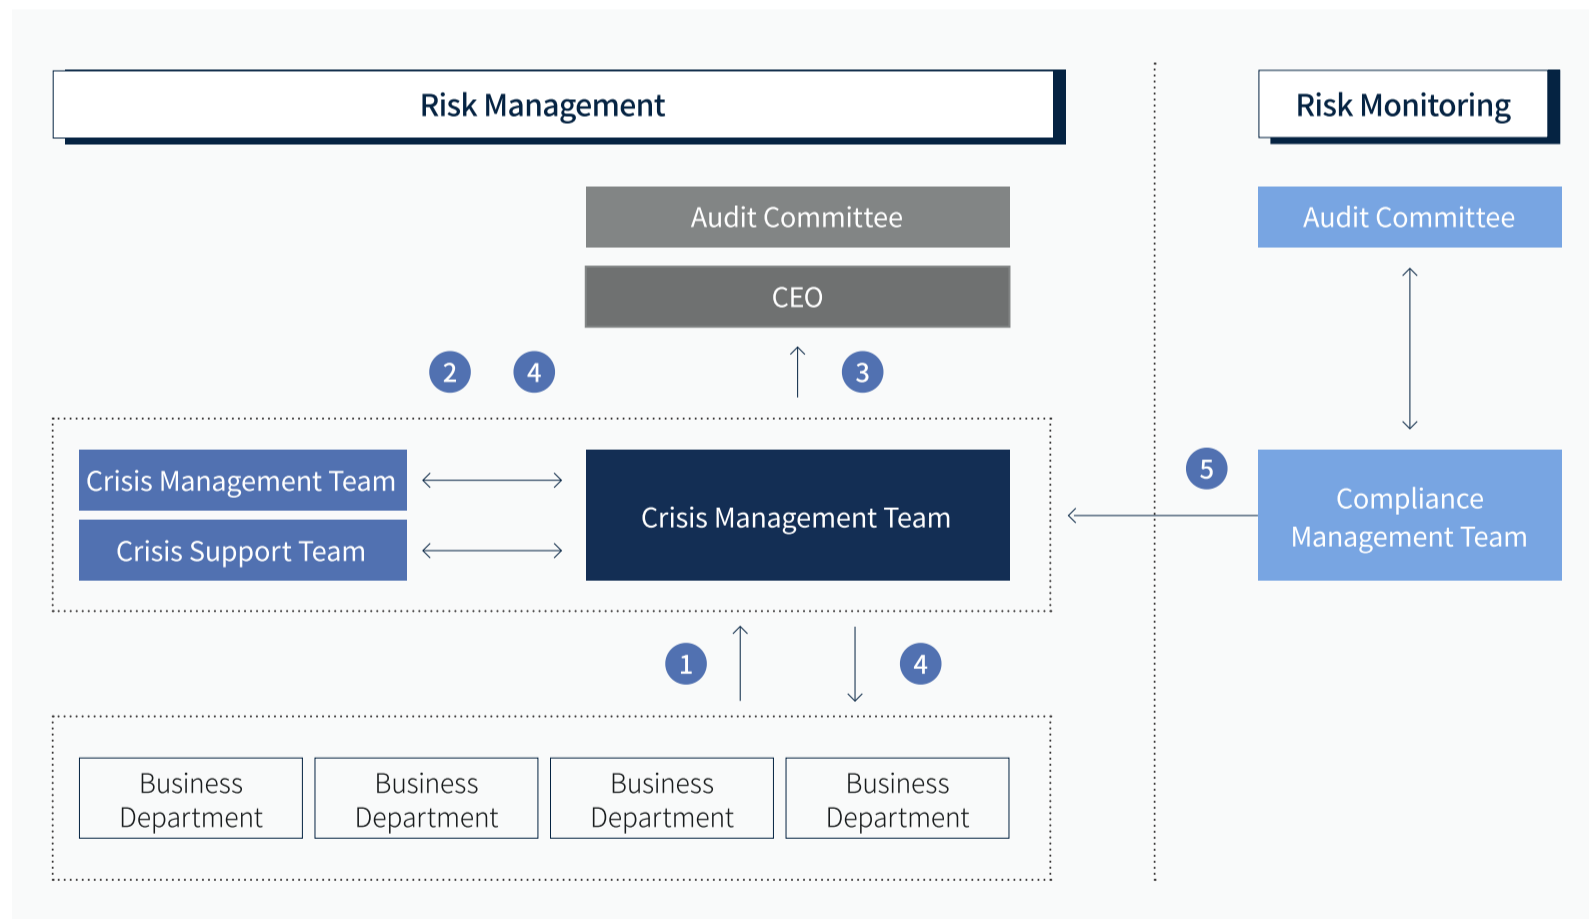 Risk Management
Risk Monitoring
Audit Committee
Audit Committee
CEO
2
4
3
Crisis Management Team
Crisis Support Team
Crisis Management Team
5
Compliance
Management Team
1
4
Business
Department
Business
Department
Business
Department
Business
Department